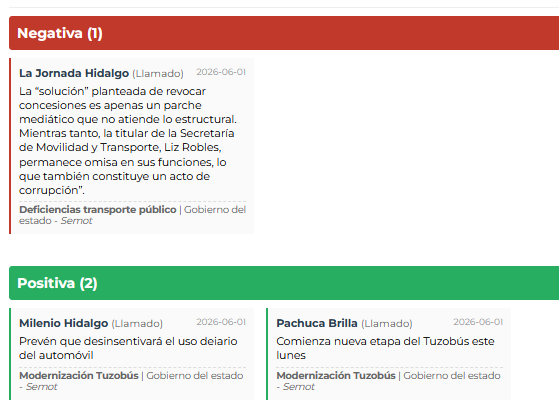 Negativa (1)
La Jornada Hidalgo (Llamado) 2026-06-01
La “solución” planteada de revocar
concesiones es apenas un parche
mediático que no atiende lo estructural.
Mientras tanto, la titular de la Secretaría
de Movilidad y Transporte, Liz Robles,
permanece omisa en sus funciones, lo
que también constituye un acto de
corrupción”.
Deficiencias transporte público | Gobierno del
estado - Semot
Positiva (2)
Milenio Hidalgo (Llamado) 2026-06-01
Prevén que desinsentivará el uso deiario
del automóvil
Modernización Tuzobús | Gobierno del estado
- Semot
Pachuca Brilla (Llamado) 2026-06-01
Comienza nueva etapa del Tuzobús este
lunes
Modernización Tuzobús | Gobierno del estado
- Semot